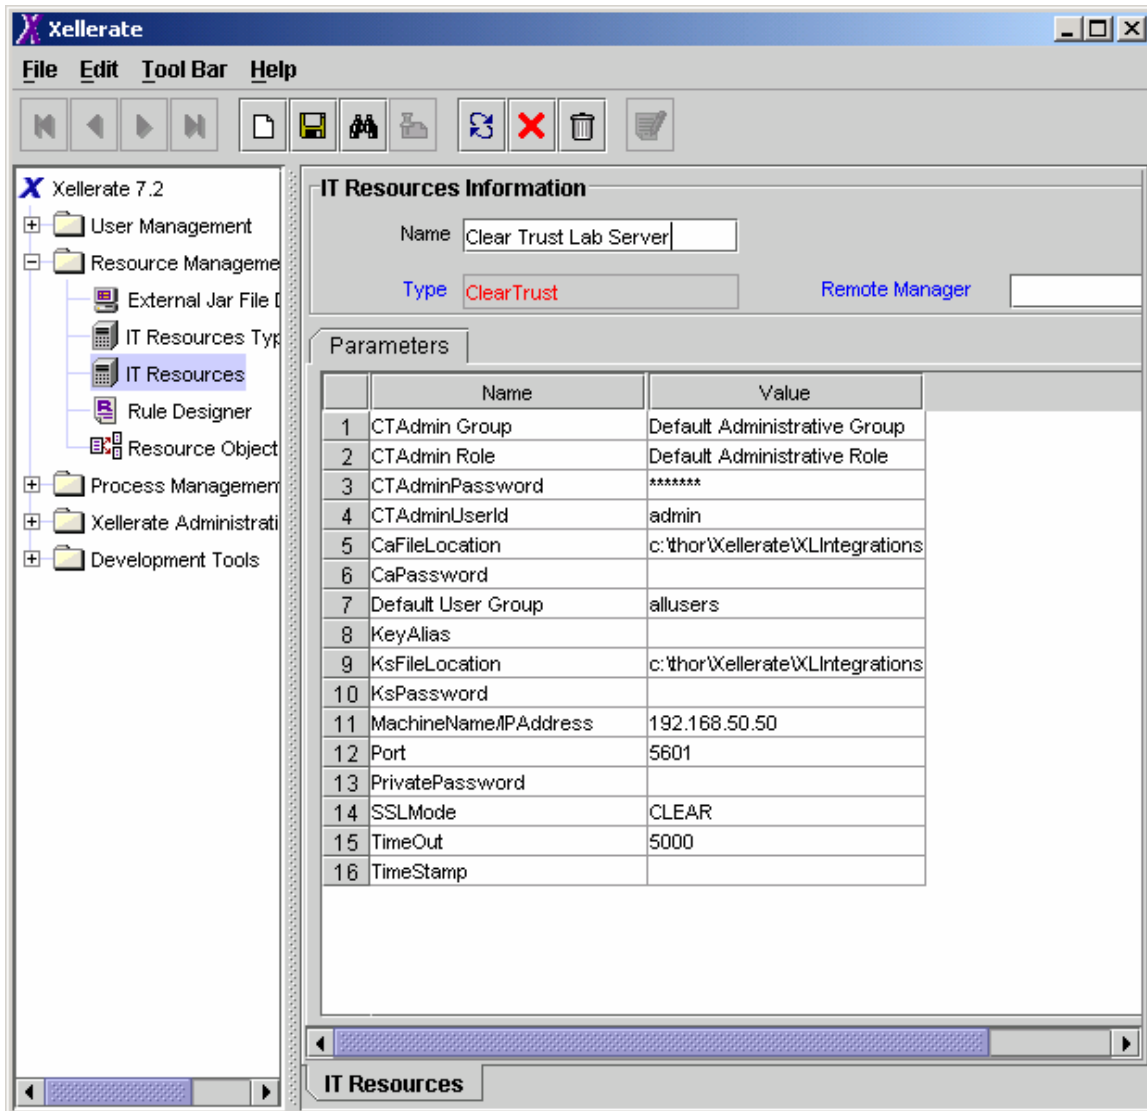 Xellerate
File Edit Tool Bar Help
Xellerate 7.2
User Management
Resource Manageme
External Jar File D
IT Resources Typ
IT Resources
Rule Designer
Resource Object
Process Managemen
Xellerate Administrati
Development Tools
IT Resources Information
Name Clear Trust Lab Server
Type ClearTrust Remote Manager
Parameters
Name Value
1 CTAdmin Group Default Administrative Group
2 CTAdmin Role Default Administrative Role
3 CTAdminPassword *******
4 CTAdminUserId admin
5 CaFileLocation c:\thor\Xellerate\XLIntegrations
6 CaPassword
7 Default User Group allusers
8 KeyAlias
9 KsFileLocation c:\thor\Xellerate\XLIntegrations
10 KsPassword
11 MachineName/IPAddress 192.168.50.50
12 Port 5601
13 PrivatePassword
14 SSLMode CLEAR
15 TimeOut 5000
16 TimeStamp
IT Resources